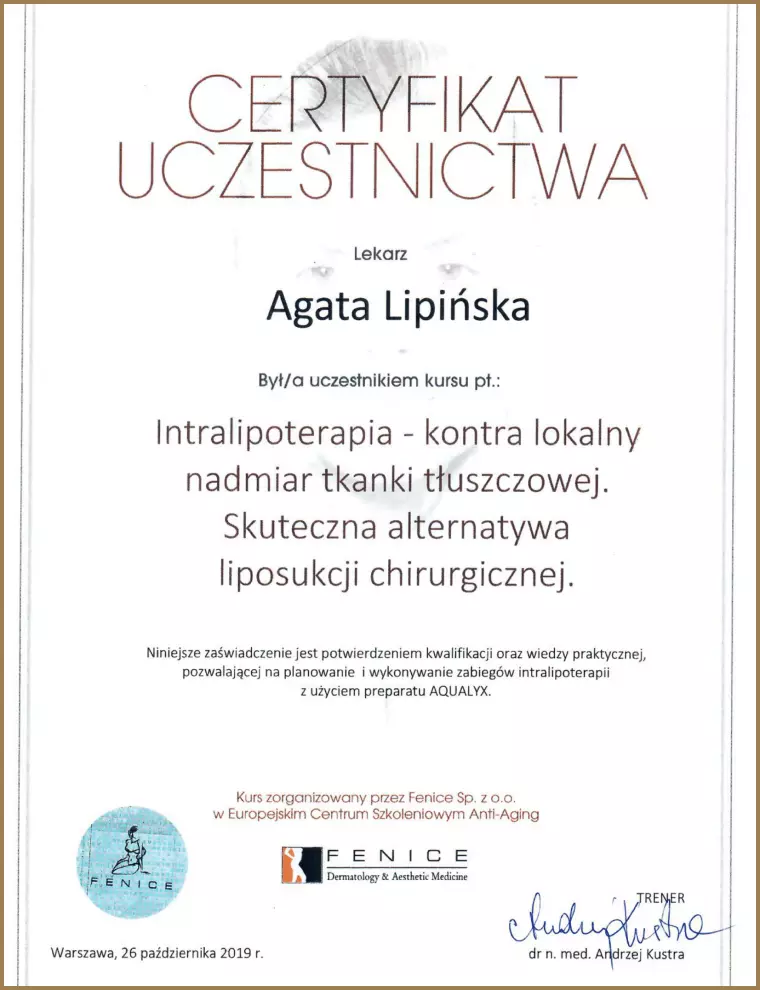 CERTYFIKAT
UCZESTNICTWA
Lekarz
Agata Lipińska
Był/a uczestnikiem kursu pt.:
Intralipoterapia - kontra lokalny
nadmiar tkanki tłuszczowej.
Skuteczna alternatywa
liposukcji chirurgicznej.
Niniejsze zaświadczenie jest potwierdzeniem kwalifikacji oraz wiedzy praktycznej,
pozwalającej na planowanie i wykonywanie zabiegów intralipoterapii
z użyciem preparatu AQUALYX.
Kurs zorganizowany przez Fenice Sp. z o.o.
w Europejskim Centrum Szkoleniowym Anti-Aging
FENICE
Dermatology & Aesthetic Medicine
FENICE
TRENER
Andrzej Kustra
dr n. med. Andrzej Kustra
Warszawa, 26 października 2019 r.